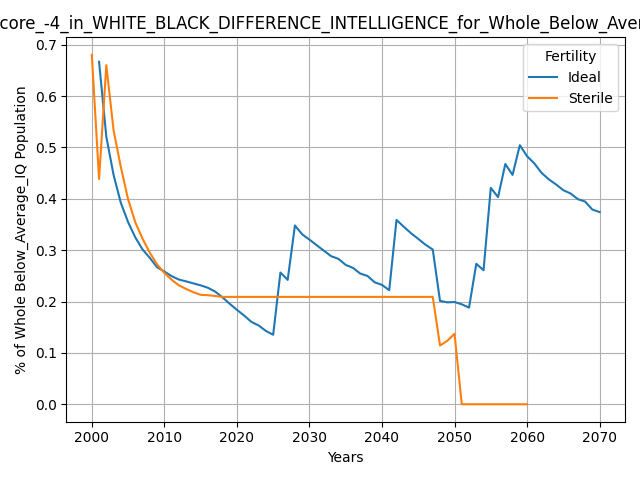 core_-4_in_WHITE_BLACK_DIFFERENCE_INTELLIGENCE_for_Whole_Below_Aver
Fertility
Ideal
Sterile
% of Whole Below_Average_IQ Population
0.7
0.6
0.5
0.4
0.3
0.2
0.1
0.0
2000 2010 2020 2030 2040 2050 2060 2070
Years